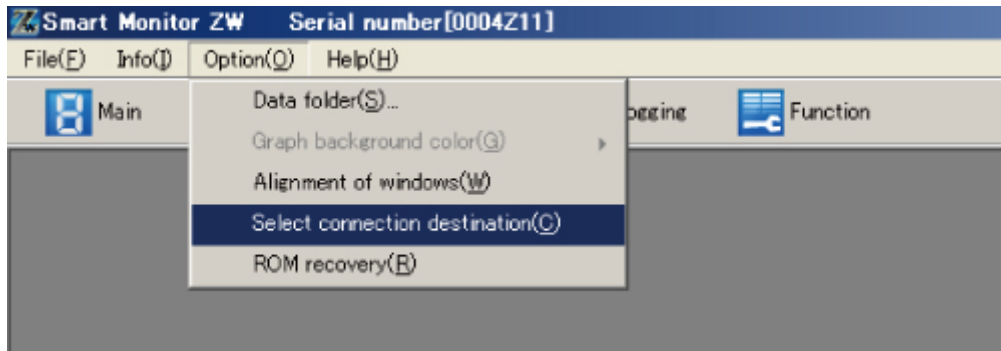 Smart Monitor ZW Serial number[0004Z11]
File(F) Info(I) Option(O) Help(H)
Main Function
Data folder(S)...
Graph background color(G)
Alignment of windows(W)
Select connection destination(C)
ROM recovery(R)